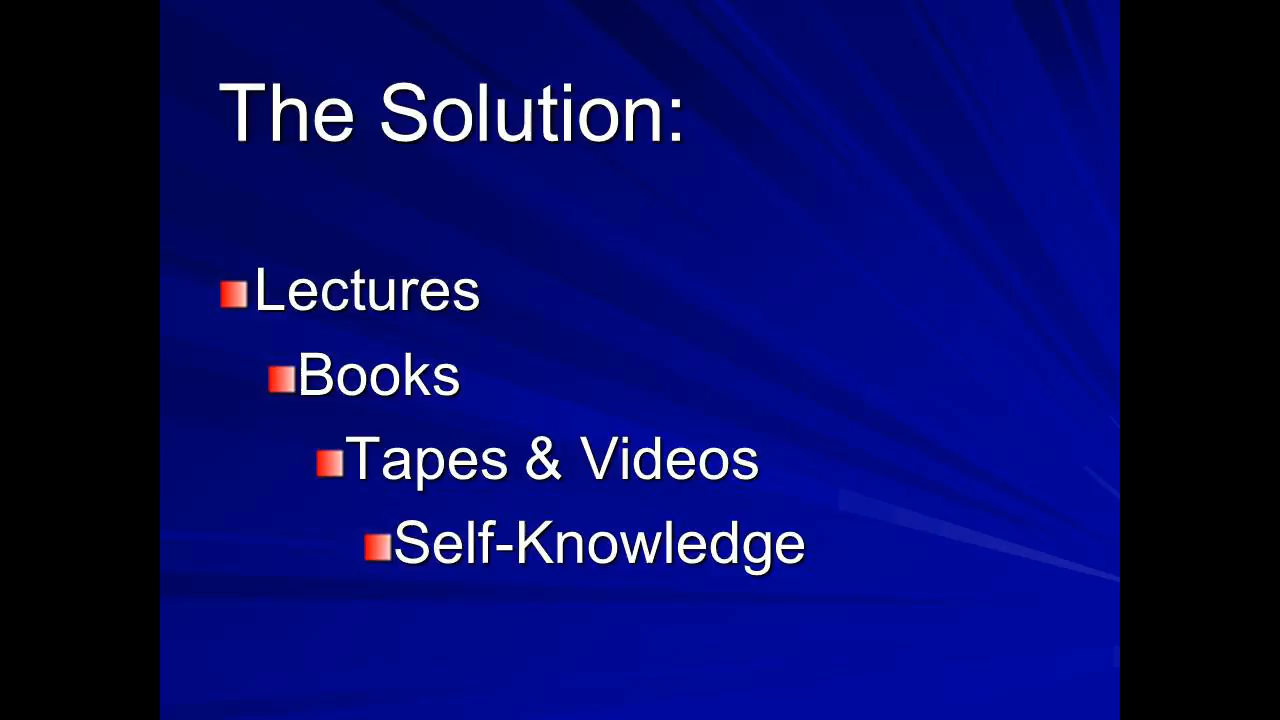 The Solution:
Lectures
Books
Tapes & Videos
Self-Knowledge